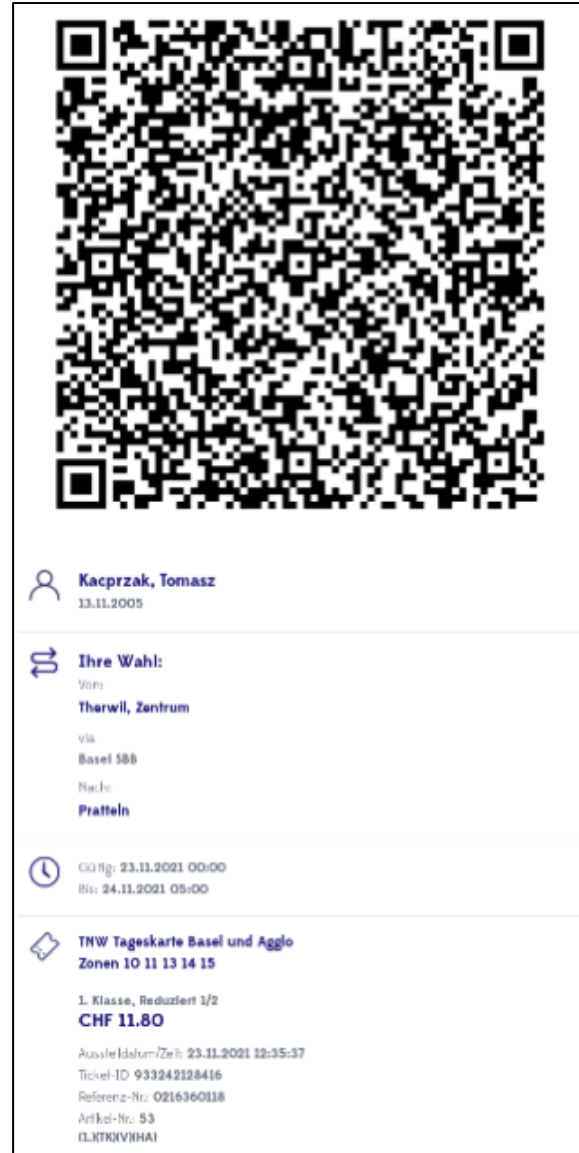 Kacprzak, Tomasz
13.11.2005
Ihre Wahl:
Von:
Therwil, Zentrum
via
Basel SBB
Nach:
Pratteln
Gültig: 23.11.2021 00:00
Bis: 24.11.2021 05:00
TNW Tageskarte Basel und Agglo
Zonen 10 11 13 14 15
1. Klasse, Reduziert 1/2
CHF 11.80
Ausstelldatum/Zeit: 23.11.2021 12:35:37
Ticket-ID 933242128416
Referenz-Nr.: 0216360118
Artikel-Nr.: 53
(1.)(TK)(V)(HA)